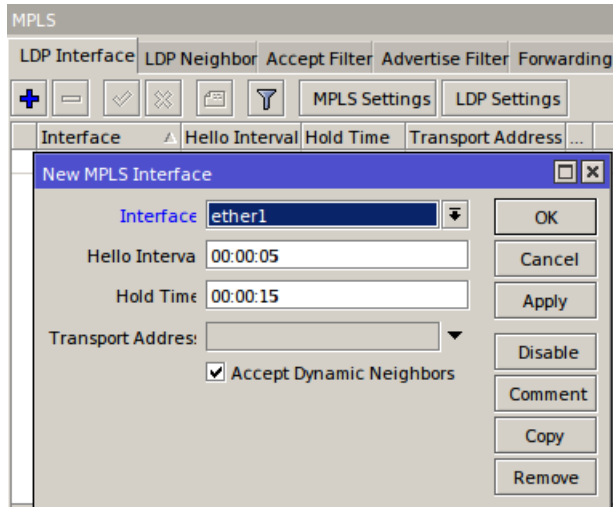 MPLS
LDP Interface LDP Neighbor Accept Filter Advertise Filter Forwarding
MPLS Settings LDP Settings
Interface Hello Interval Hold Time Transport Address ...
New MPLS Interface
Interface ether1 OK
Hello Interva 00:00:05 Cancel
Hold Time 00:00:15 Apply
Transport Addres:
Accept Dynamic Neighbors
Disable
Comment
Copy
Remove